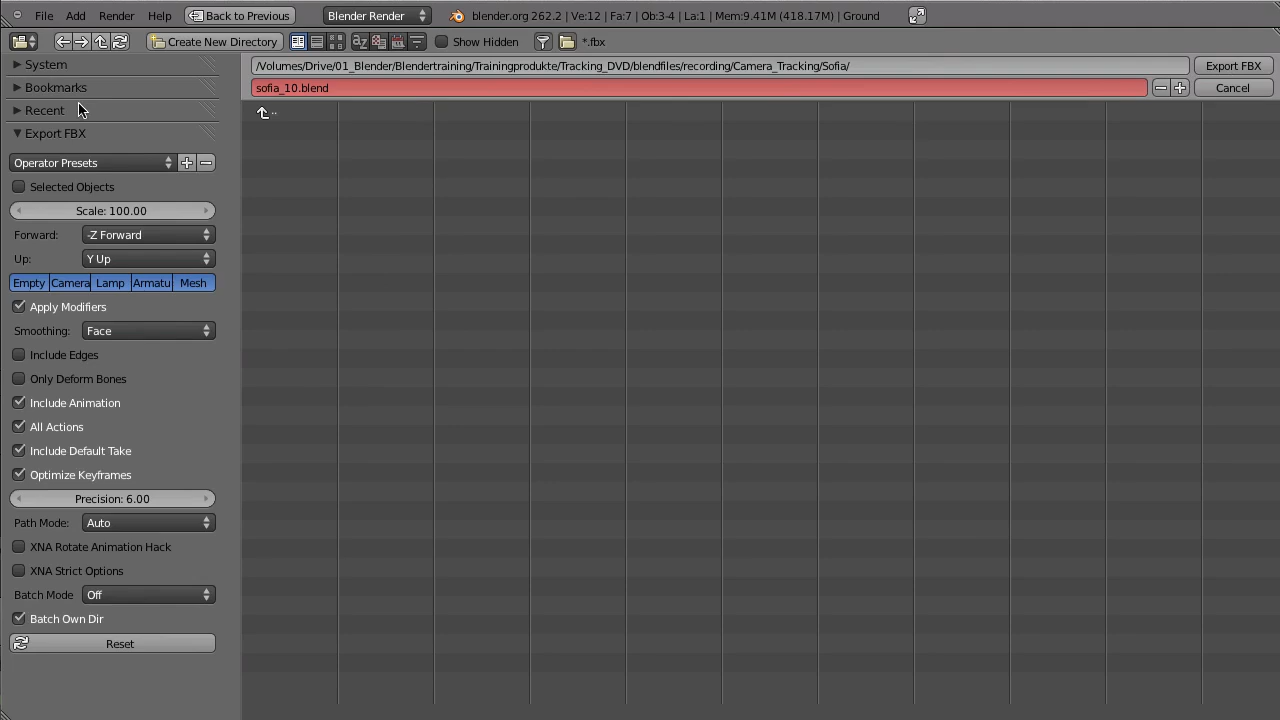 File Add Render Help Back to Previous Blender Render blender.org 262.2 | Ve:12 | Fa:7 | Ob:3-4 | La:1 | Mem:9.41M (418.17M) | Ground
Create New Directory Show Hidden *.fbx
System
/Volumes/Drive/01_Blender/Blendertraining/Trainingprodukte/Tracking_DVD/blendfiles/recording/Camera_Tracking/Sofia/ Export FBX
Bookmarks
sofia_10.blend Cancel
Recent
..
Export FBX
Operator Presets
Selected Objects
Scale: 100.00
Forward: -Z Forward
Up: Y Up
Empty Camera Lamp Armatu Mesh
Apply Modifiers
Smoothing: Face
Include Edges
Only Deform Bones
Include Animation
All Actions
Include Default Take
Optimize Keyframes
Precision: 6.00
Path Mode: Auto
XNA Rotate Animation Hack
XNA Strict Options
Batch Mode Off
Batch Own Dir
Reset